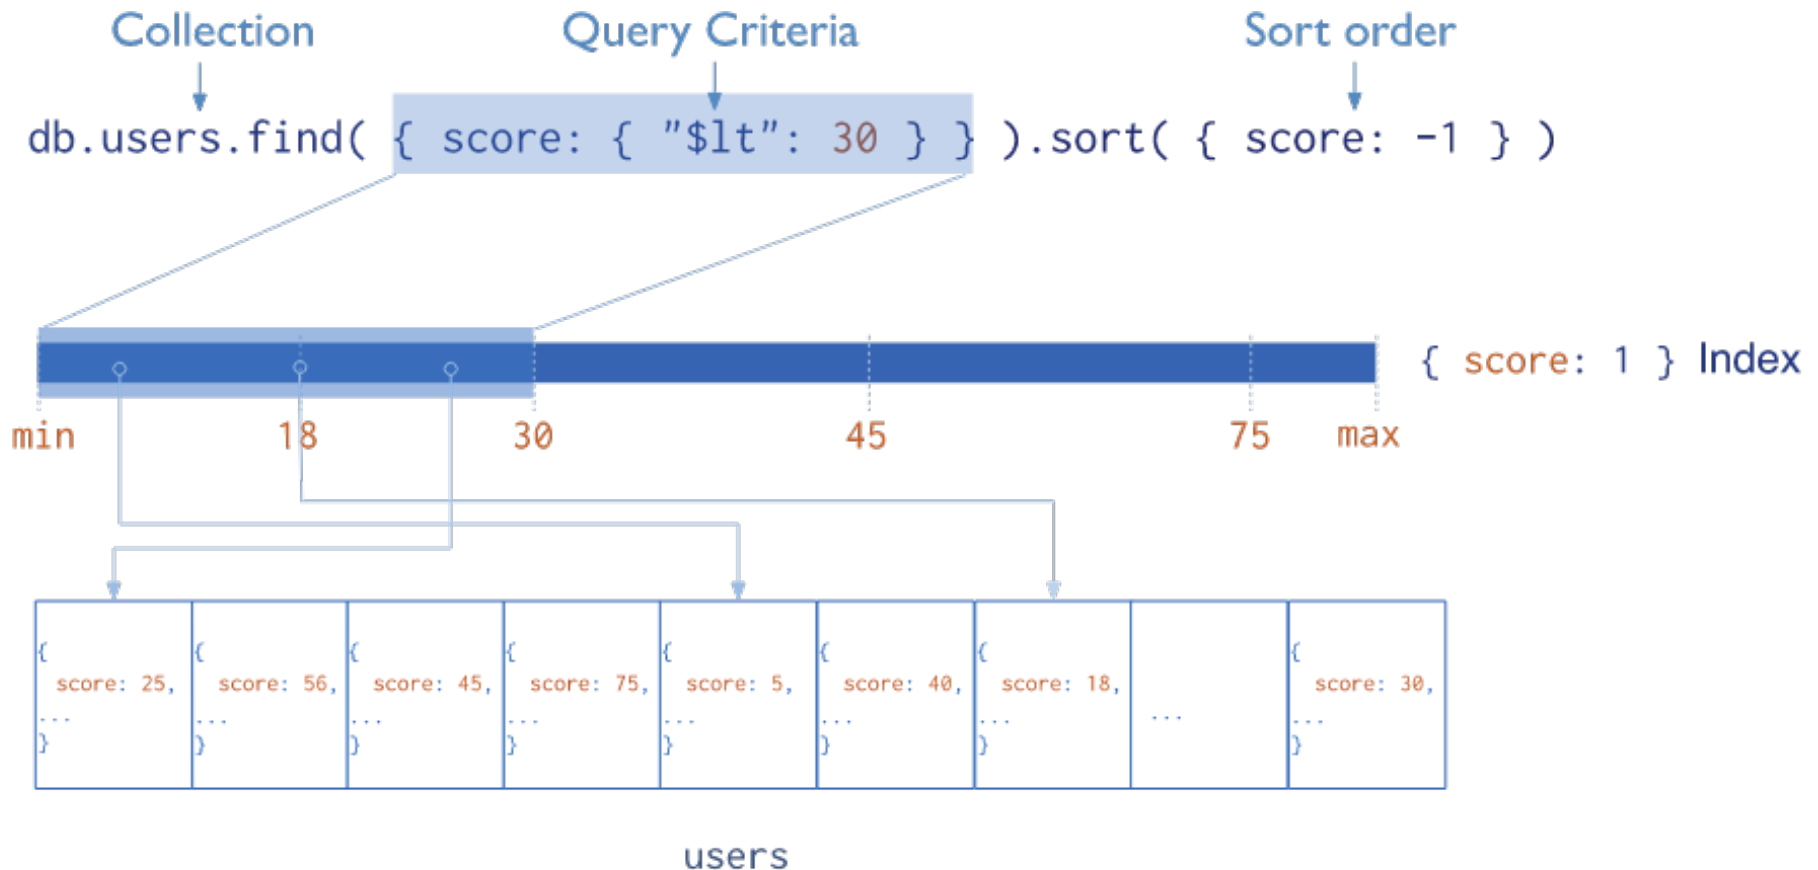 Collection Query Criteria Sort order
db.users.find( { score: { "$lt": 30 } } ).sort( { score: -1 } )
{ score: 1 } Index
min 18 30 45 75 max
{ { { { { { { {
score: 25, score: 56, score: 45, score: 75, score: 5, score: 40, score: 18, score: 30,
... ... ... ... ... ... ... ... ...
} } } } } } } }
users